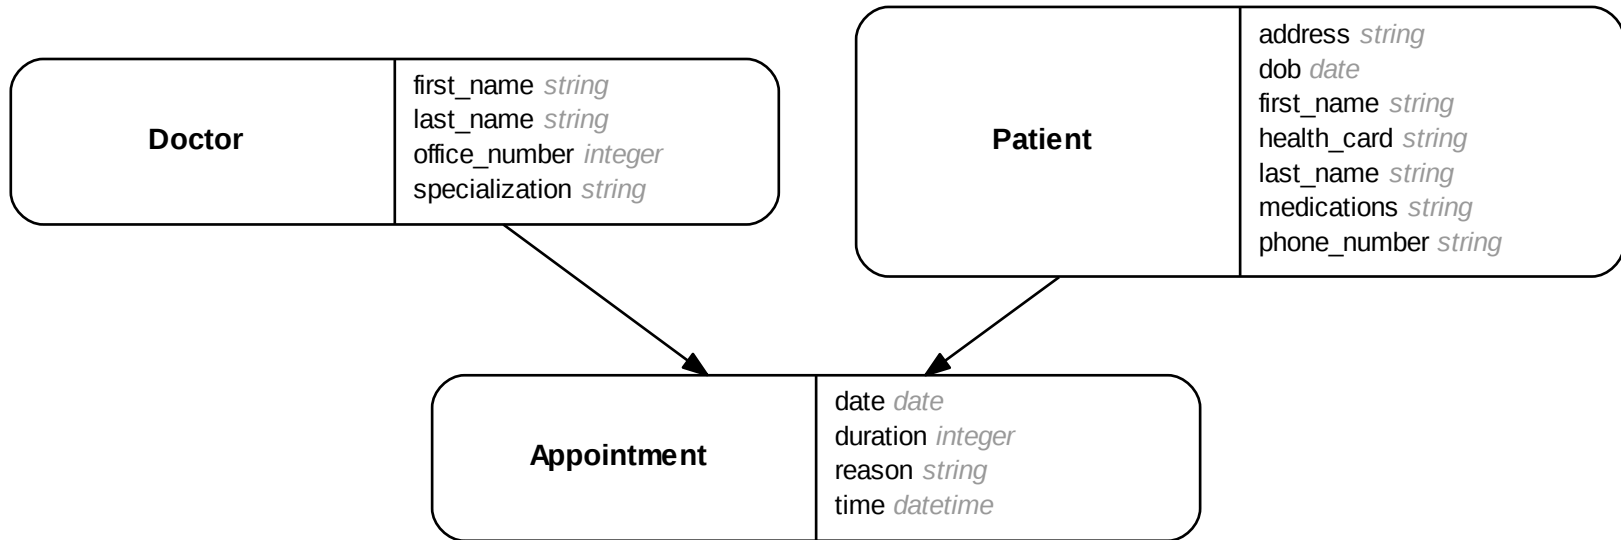 Doctor
first_name string
last_name string
office_number integer
specialization string
Patient
address string
dob date
first_name string
health_card string
last_name string
medications string
phone_number string
Appointment
date date
duration integer
reason string
time datetime